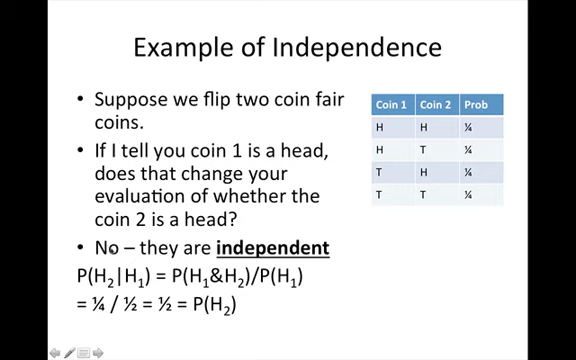 Example of Independence
• Suppose we flip two coin fair
coins.
• If I tell you coin 1 is a head,
does that change your
evaluation of whether the
coin 2 is a head?
• No – they are independent
P(H₂|H₁) = P(H₁&H₂)/P(H₁)
= ¼ / ½ = ½ = P(H₂)
Coin 1 Coin 2 Prob
H H ¼
H T ¼
T H ¼
T T ¼